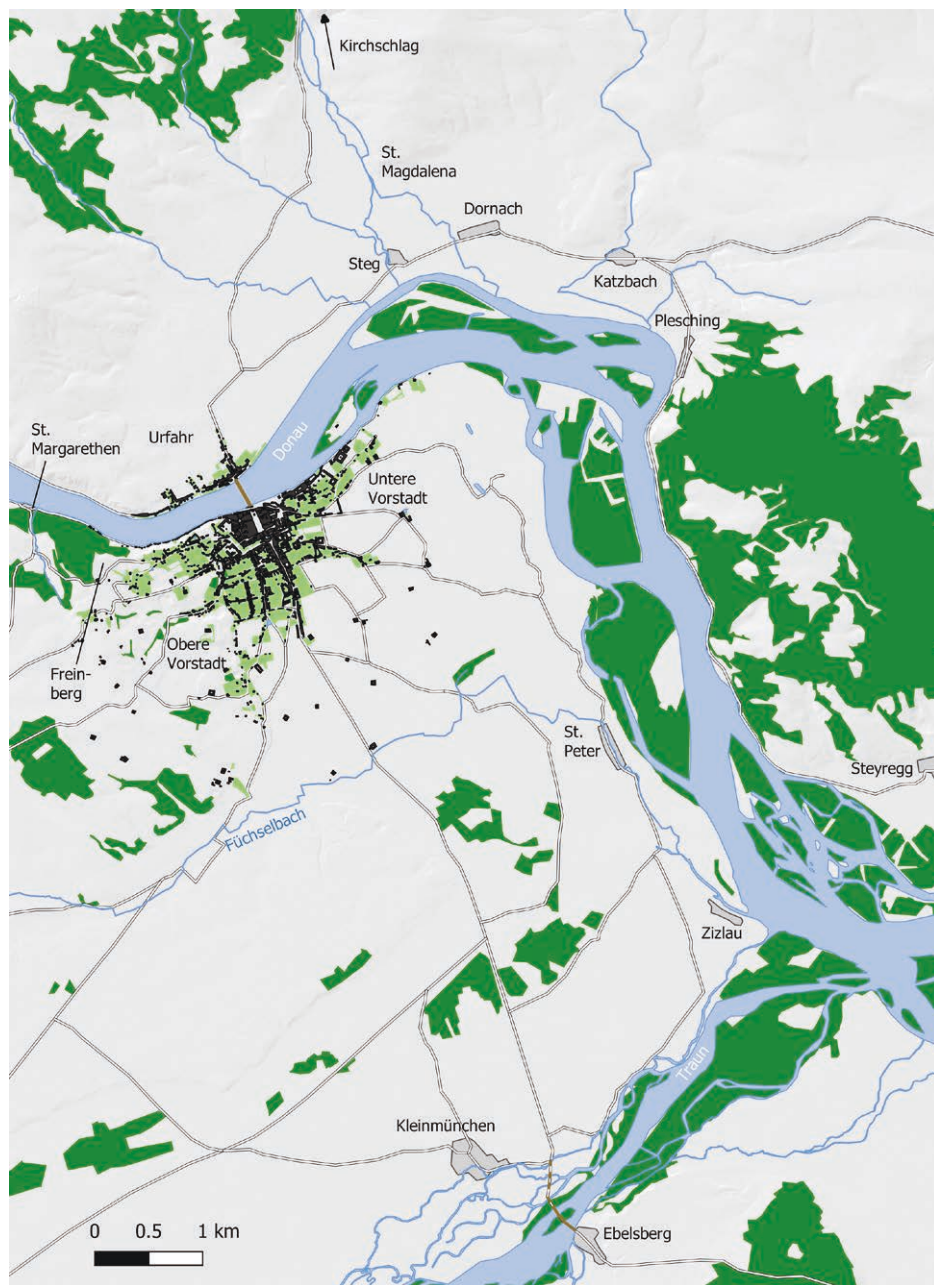 Kirchschlag
St.
Magdalena
Dornach
Steg
Katzbach
Plesching
St.
Margarethen
Urfahr
Donau
Untere
Vorstadt
Obere
Vorstadt
Frein-
berg
St.
Peter
Steyregg
Füchselbach
Zizlau
Traun
Kleinmünchen
Ebelsberg
0 0.5 1 km